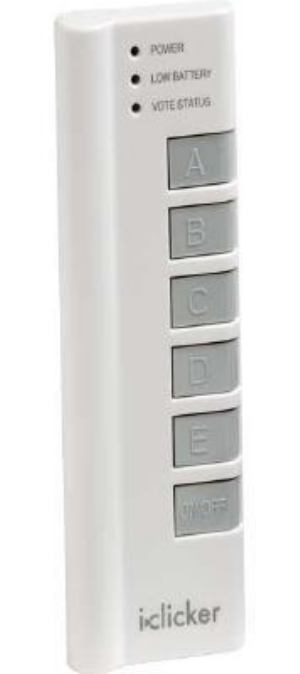 POWER
LOW BATTERY
VOTE STATUS
A
B
C
D
E
ON/OFF
i>clicker